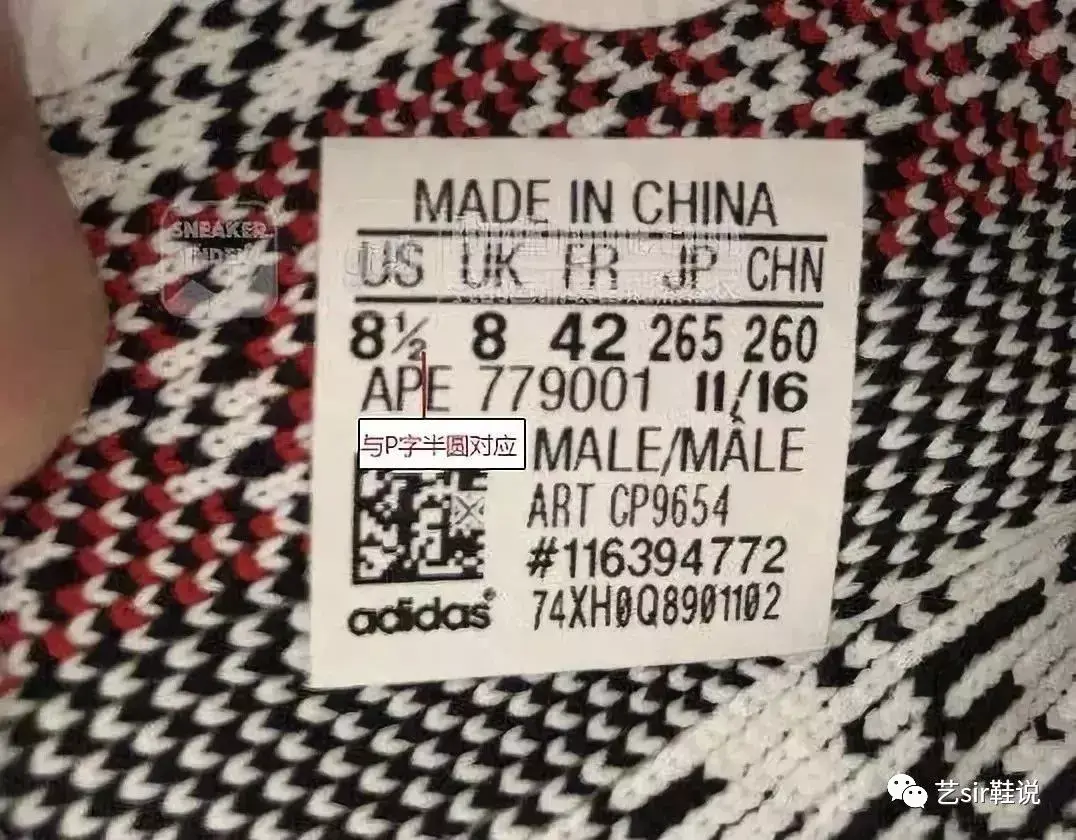 MADE IN CHINA
US UK FR JP CHN
8½ 8 42 265 260
APE 779001 11/16
与P字半圆对应
MALE/MÂLE
ART CP9654
#116394772
adidas® 74XH0Q8901102
SNEAKER
艺sir鞋说